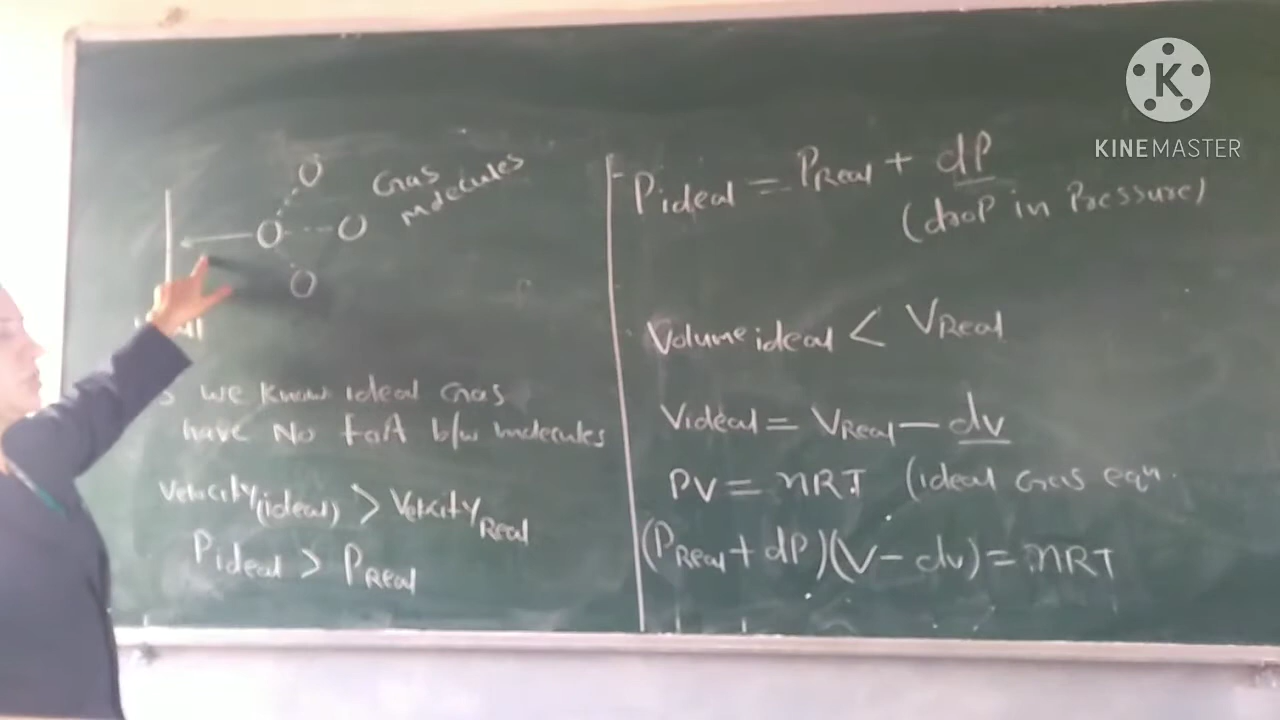 Gas
molecules
s we know ideal Gas
have No FoA b/w molecules
Velocity(ideal) > Velocity Real
Pideal > PReal
Pideal = PReal + dP
(drop in Pressure)
Volume ideal < VReal
Videal = VReal - dv
PV = nRT (ideal Gas eqn.
(PReal + dP)(V - dv) = nRT
K
KINEMASTER